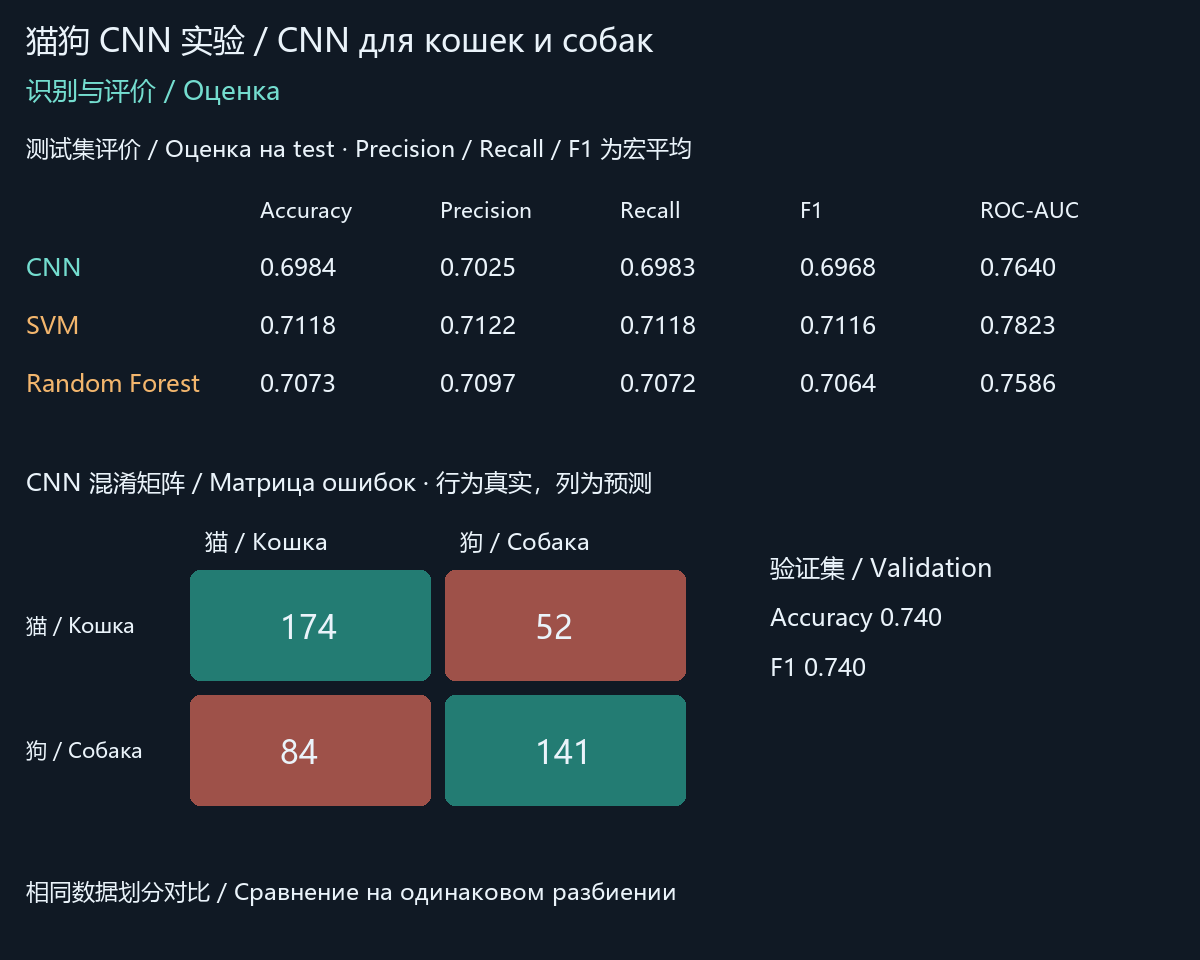 猫狗 CNN 实验 / CNN для кошек и собак
识别与评价 / Оценка
测试集评价 / Оценка на test · Precision / Recall / F1 为宏平均
Accuracy Precision Recall F1 ROC-AUC
CNN 0.6984 0.7025 0.6983 0.6968 0.7640
SVM 0.7118 0.7122 0.7118 0.7116 0.7823
Random Forest 0.7073 0.7097 0.7072 0.7064 0.7586
CNN 混淆矩阵 / Матрица ошибок · 行为真实，列为预测
猫 / Кошка 狗 / Собака
猫 / Кошка 174 52
狗 / Собака 84 141
验证集 / Validation
Accuracy 0.740
F1 0.740
相同数据划分对比 / Сравнение на одинаковом разбиении